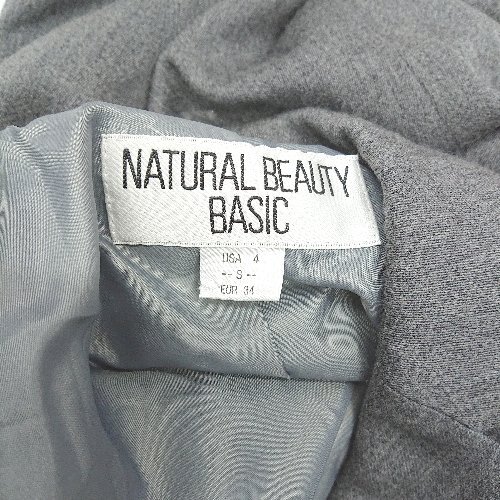 NATURAL BEAUTY
BASIC
USA 4
-- S --
EUR 34